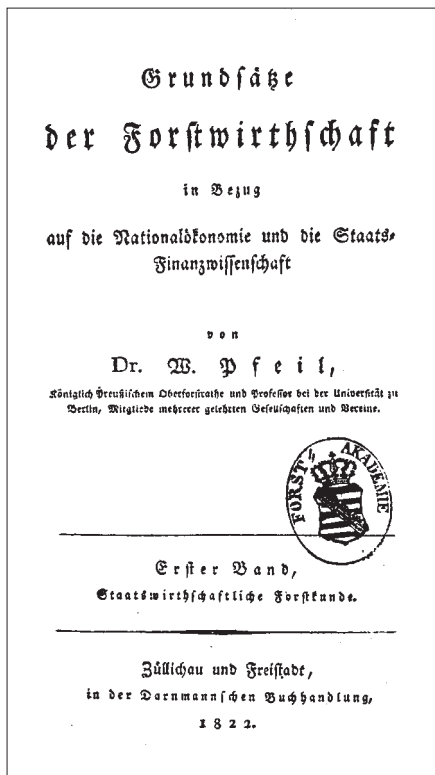 Grundsätze
der Forstwirthschaft
in Bezug
auf die Nationalökonomie und die Staats-
Finanzwissenschaft
von
Dr. W. Pfeil,
Königlich Preußischem Oberforstrathe und Professor bei der Universität zu
Berlin, Mitgliede mehrerer gelehrten Gesellschaften und Vereine.
FORST AKADEMIE
Erster Band,
Staatswirthschaftliche Forstkunde.
Züllichau und Freistadt,
in der Darnmannschen Buchhandlung,
1822.